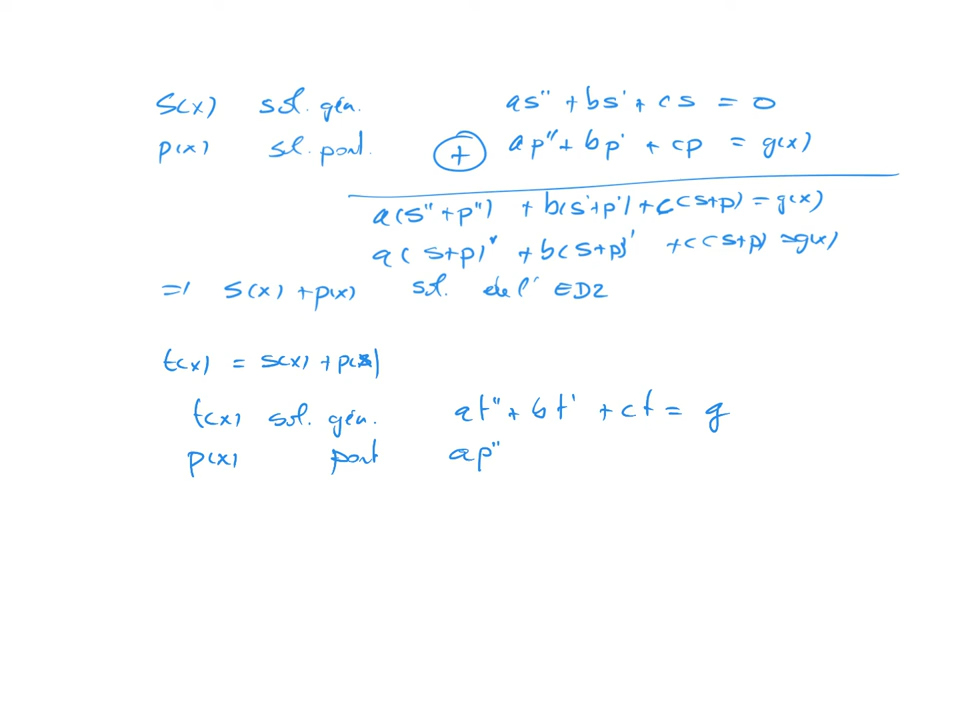 S(x) sol. gén. as'' + bs' + cs = 0
p(x) sol. part. + ap'' + bp' + cp = g(x)
a(s'' + p'') + b(s' + p') + c(s+p) = g(x)
a(s+p)'' + b(s+p)' + c(s+p) = g(x)
=> S(x) + p(x) sol. de l' ED2
t(x) = s(x) + p(x)
t(x) sol. gén. at'' + bt' + ct = g
p(x) part ap''